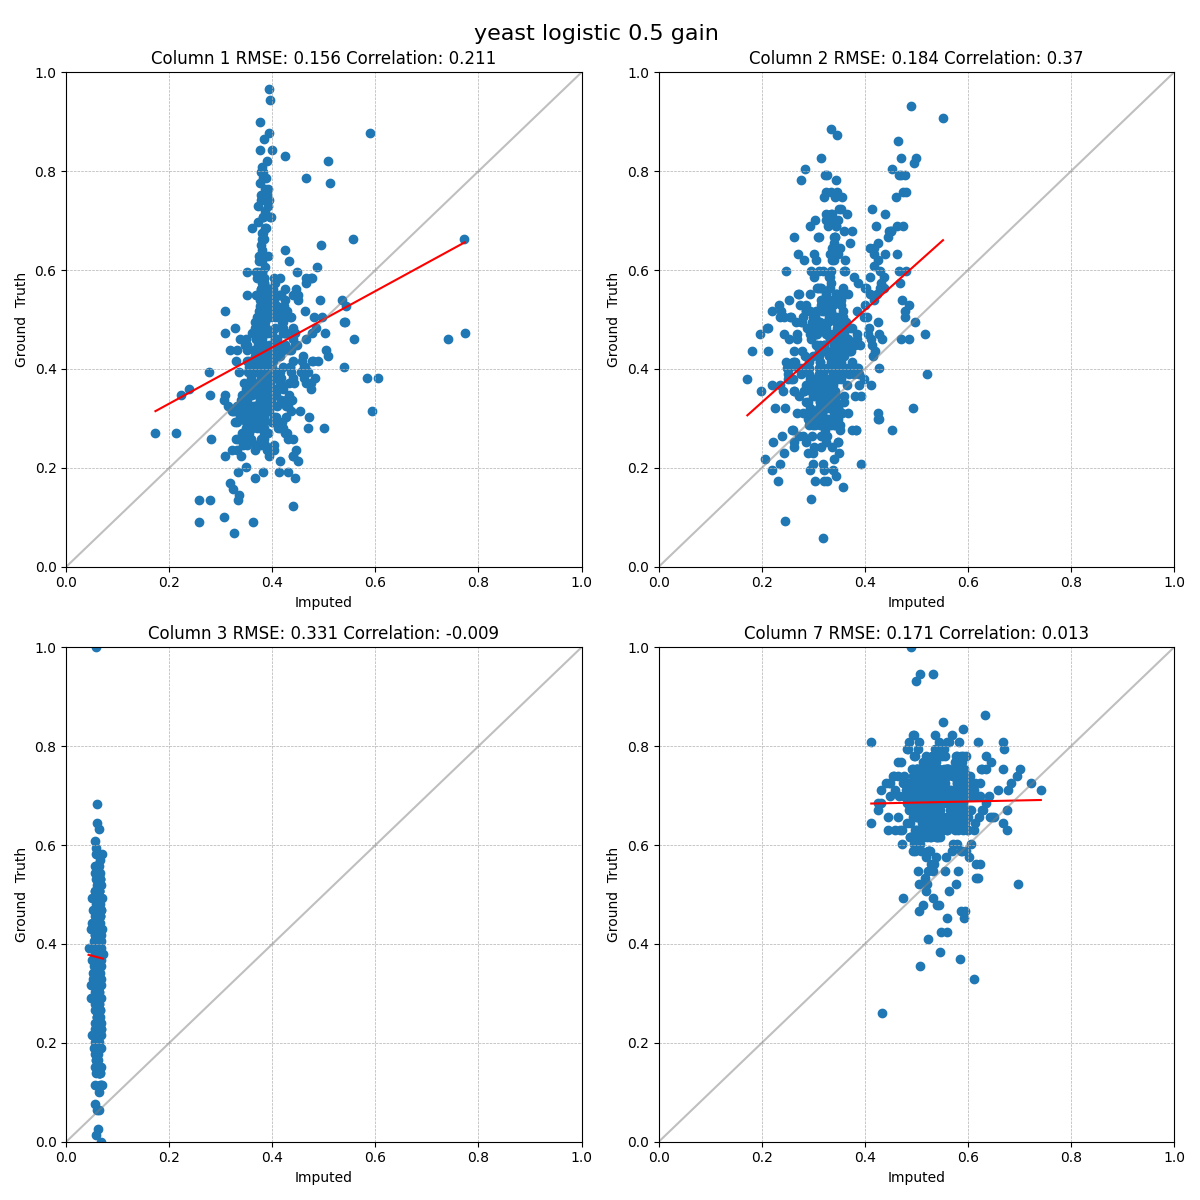 yeast logistic 0.5 gain
Column 1 RMSE: 0.156 Correlation: 0.211
1.0
0.8
0.6
0.4
0.2
0.0
Ground Truth
0.0 0.2 0.4 0.6 0.8 1.0
Imputed
Column 2 RMSE: 0.184 Correlation: 0.37
1.0
0.8
0.6
0.4
0.2
0.0
Ground Truth
0.0 0.2 0.4 0.6 0.8 1.0
Imputed
Column 3 RMSE: 0.331 Correlation: -0.009
1.0
0.8
0.6
0.4
0.2
0.0
Ground Truth
0.0 0.2 0.4 0.6 0.8 1.0
Imputed
Column 7 RMSE: 0.171 Correlation: 0.013
1.0
0.8
0.6
0.4
0.2
0.0
Ground Truth
0.0 0.2 0.4 0.6 0.8 1.0
Imputed